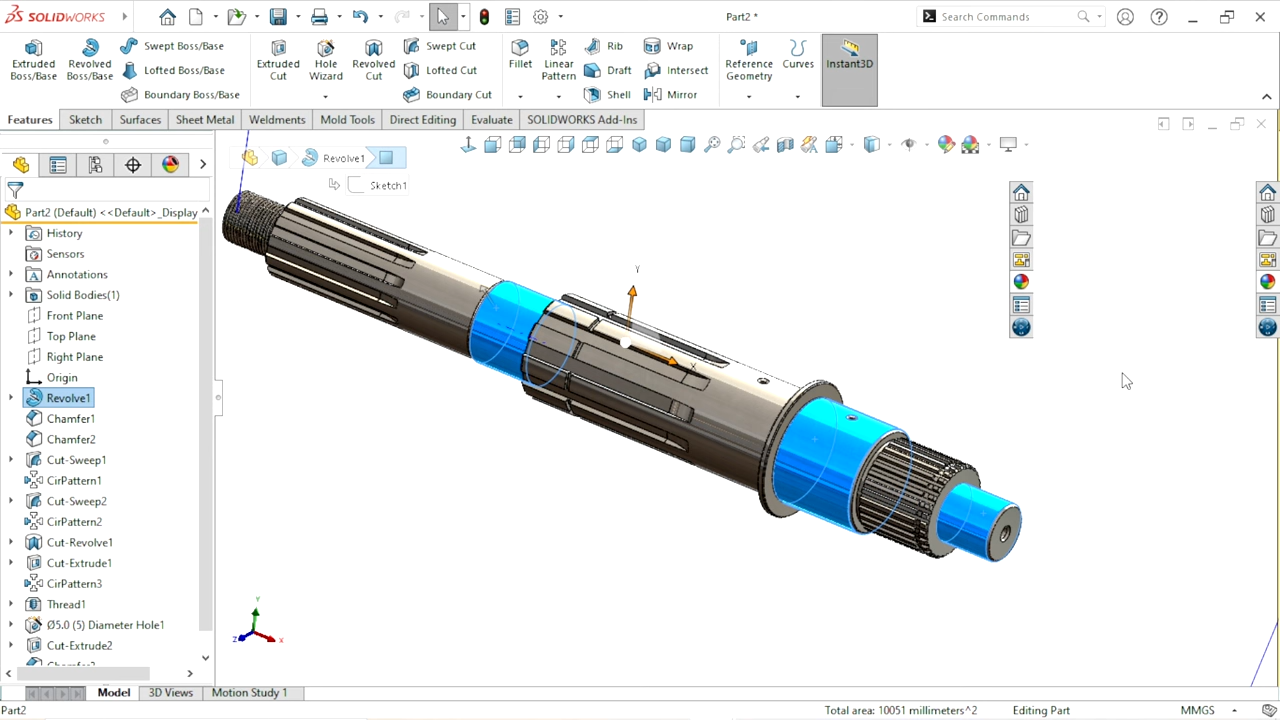 SOLIDWORKS
Part2 *
Search Commands
Extruded Boss/Base
Revolved Boss/Base
Swept Boss/Base
Lofted Boss/Base
Boundary Boss/Base
Extruded Cut
Hole Wizard
Revolved Cut
Swept Cut
Lofted Cut
Boundary Cut
Fillet
Linear Pattern
Rib
Draft
Shell
Wrap
Intersect
Mirror
Reference Geometry
Curves
Instant3D
Features Sketch Surfaces Sheet Metal Weldments Mold Tools Direct Editing Evaluate SOLIDWORKS Add-Ins
Revolve1
Sketch1
Part2 (Default) <<Default>_Display
History
Sensors
Annotations
Solid Bodies(1)
Front Plane
Top Plane
Right Plane
Origin
Revolve1
Chamfer1
Chamfer2
Cut-Sweep1
CirPattern1
Cut-Sweep2
CirPattern2
Cut-Revolve1
Cut-Extrude1
CirPattern3
Thread1
Ø5.0 (5) Diameter Hole1
Cut-Extrude2
Y
X
Y
Z
X
Model 3D Views Motion Study 1
Part2
Total area: 10051 millimeters^2
Editing Part
MMGS